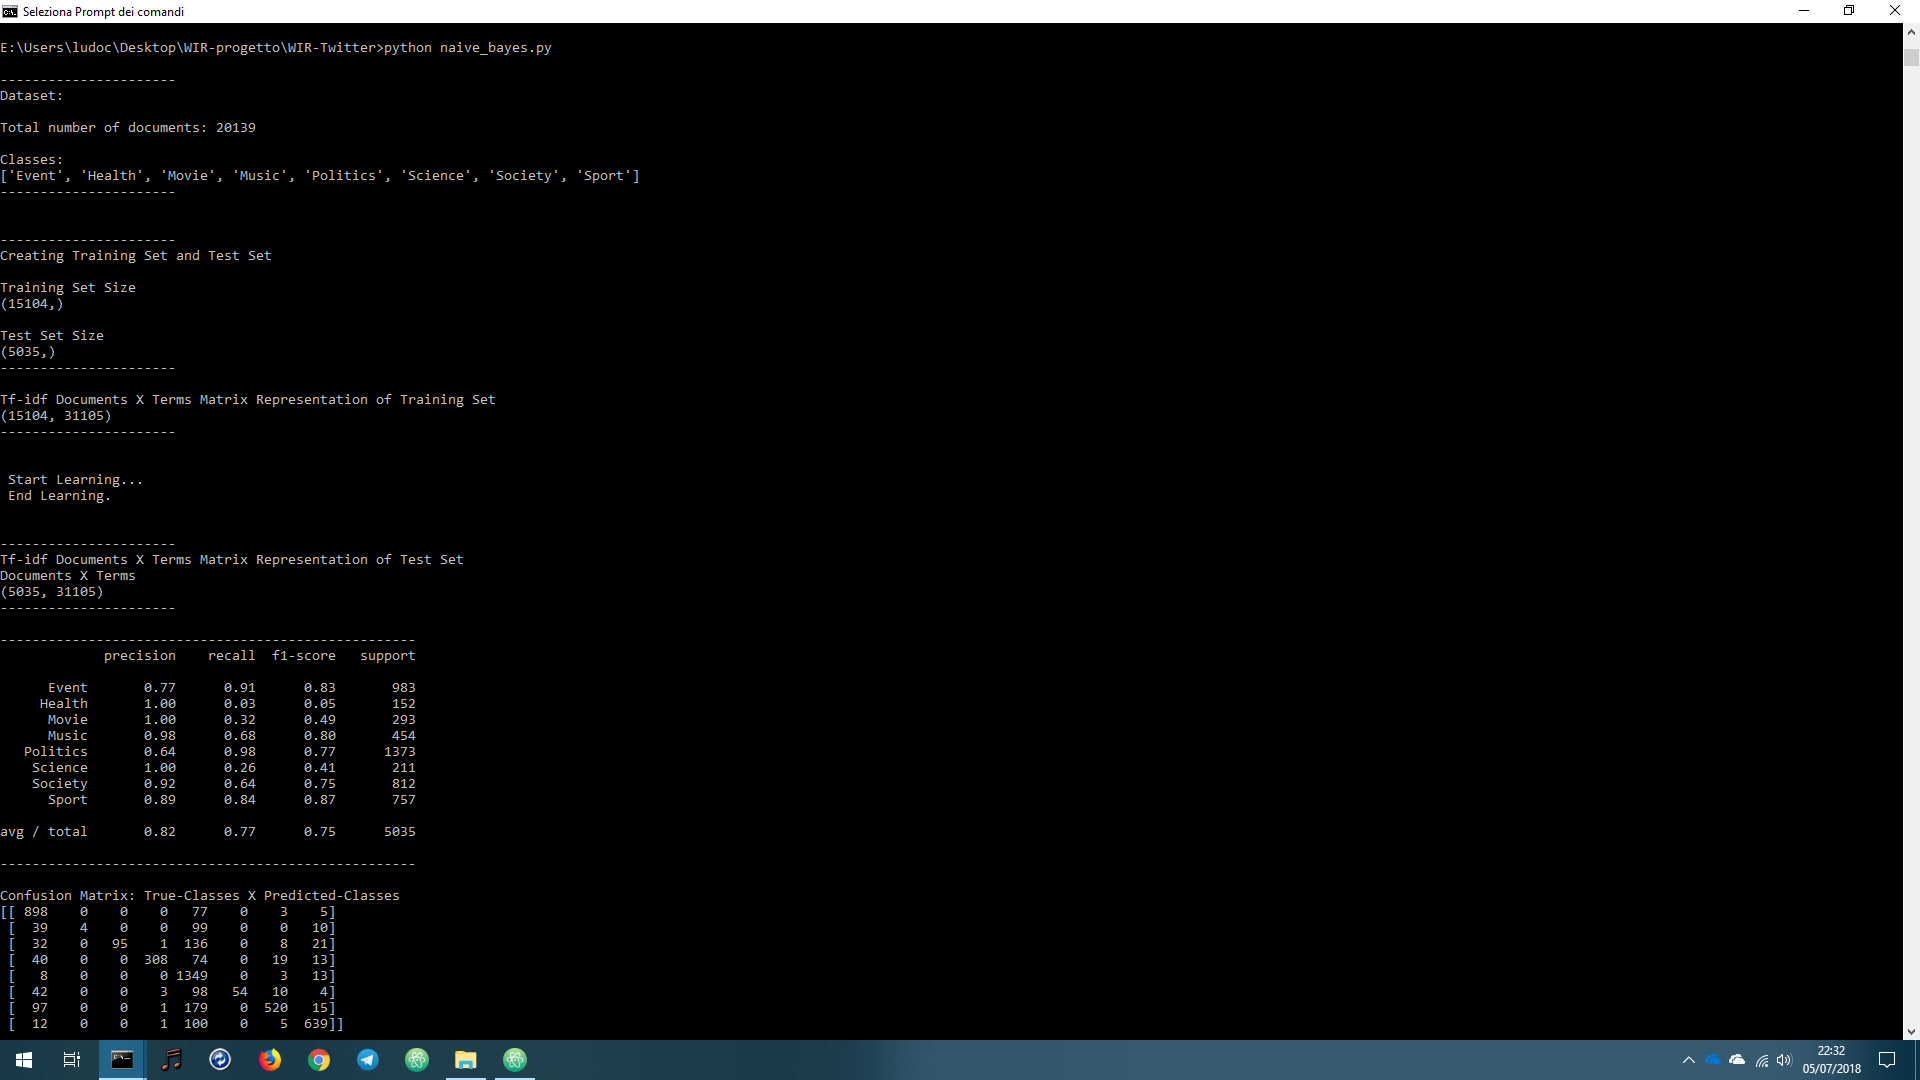 Seleziona Prompt dei comandi
E:\Users\ludoc\Desktop\WIR-progetto\WIR-Twitter>python naive_bayes.py
----------------------
Dataset:
Total number of documents: 20139
Classes:
['Event', 'Health', 'Movie', 'Music', 'Politics', 'Science', 'Society', 'Sport']
----------------------
----------------------
Creating Training Set and Test Set
Training Set Size
(15104,)
Test Set Size
(5035,)
----------------------
Tf-idf Documents X Terms Matrix Representation of Training Set
(15104, 31105)
----------------------
Start Learning...
End Learning.
----------------------
Tf-idf Documents X Terms Matrix Representation of Test Set
Documents X Terms
(5035, 31105)
----------------------
----------------------------------------------------
precision recall f1-score support
Event 0.77 0.91 0.83 983
Health 1.00 0.03 0.05 152
Movie 1.00 0.32 0.49 293
Music 0.98 0.68 0.80 454
Politics 0.64 0.98 0.77 1373
Science 1.00 0.26 0.41 211
Society 0.92 0.64 0.75 812
Sport 0.89 0.84 0.87 757
avg / total 0.82 0.77 0.75 5035
----------------------------------------------------
Confusion Matrix: True-Classes X Predicted-Classes
[[ 898 0 0 0 77 0 3 5]
[ 39 4 0 0 99 0 0 10]
[ 32 0 95 1 136 0 8 21]
[ 40 0 0 308 74 0 19 13]
[ 8 0 0 0 1349 0 3 13]
[ 42 0 0 3 98 54 10 4]
[ 97 0 0 1 179 0 520 15]
[ 12 0 0 1 100 0 5 639]]
22:32
05/07/2018